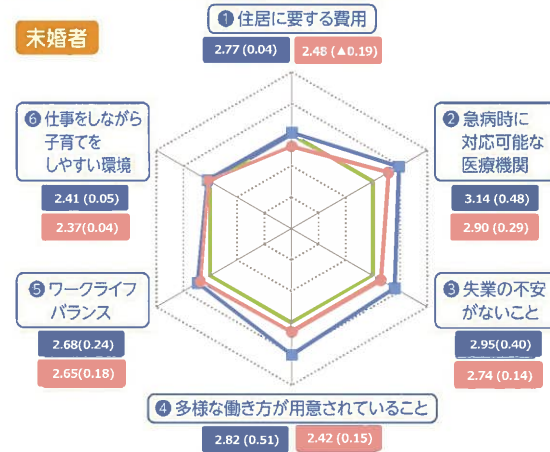 未婚者
❶ 住居に要する費用
2.77 (0.04)
2.48 (▲0.19)
❷ 急病時に
対応可能な
医療機関
3.14 (0.48)
2.90 (0.29)
❸ 失業の不安
がないこと
2.95(0.40)
2.74 (0.14)
❹ 多様な働き方が用意されていること
2.82 (0.51)
2.42 (0.15)
❺ ワークライフ
バランス
2.68(0.24)
2.65(0.18)
❻ 仕事をしながら
子育てを
しやすい環境
2.41 (0.05)
2.37(0.04)